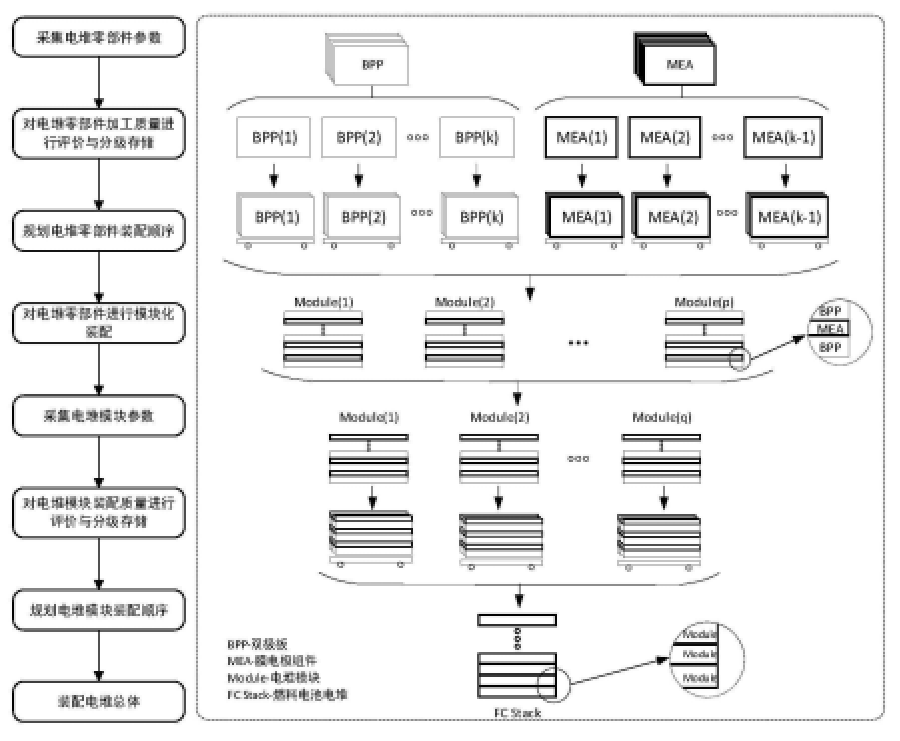 采集电堆零部件参数
对电堆零部件加工质量进
行评价与分级存储
规划电堆零部件装配顺序
对电堆零部件进行模块化
装配
采集电堆模块参数
对电堆模块装配质量进行
评价与分级存储
规划电堆模块装配顺序
装配电堆总体
BPP
MEA
BPP(1)
BPP(2)
BPP(k)
MEA(1)
MEA(2)
MEA(k-1)
BPP(1)
BPP(2)
BPP(k)
MEA(1)
MEA(2)
MEA(k-1)
Module(1)
Module(2)
Module(p)
BPP
MEA
BPP
Module(1)
Module(2)
Module(q)
Module
Module
Module
BPP-双极板
MEA-膜电极组件
Module-电堆模块
FC Stack-燃料电池电堆
FC Stack